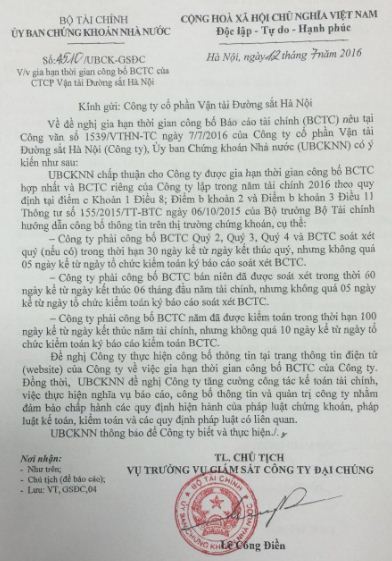 BỘ TÀI CHÍNH
ỦY BAN CHỨNG KHOÁN NHÀ NƯỚC
CỘNG HOÀ XÃ HỘI CHỦ NGHĨA VIỆT NAM
Độc lập - Tự do - Hạnh phúc
Số: 4510/UBCK-GSĐC
V/v gia hạn thời gian công bố BCTC của
CTCP Vận tải Đường sắt Hà Nội
Hà Nội, ngày 12 tháng 7 năm 2016
Kính gửi: Công ty cổ phần Vận tải Đường sắt Hà Nội
Về đề nghị gia hạn thời gian công bố Báo cáo tài chính (BCTC) nêu tại
Công văn số 1539/VTHN-TC ngày 7/7/2016 của Công ty cổ phần Vận tải
Đường sắt Hà Nội (Công ty), Ủy ban Chứng khoán Nhà nước (UBCKNN) có ý
kiến như sau:
UBCKNN chấp thuận cho Công ty được gia hạn thời gian công bố BCTC
hợp nhất và BCTC riêng của Công ty lập trong năm tài chính 2016 theo quy
định tại điểm c Khoản 1 Điều 8; Điểm b khoản 2 và Điểm b khoản 3 Điều 11
Thông tư số 155/2015/TT-BTC ngày 06/10/2015 của Bộ trưởng Bộ Tài chính
hướng dẫn công bố thông tin trên thị trường chứng khoán, cụ thể:
– Công ty phải công bố BCTC Quý 2, Quý 3, Quý 4 và BCTC soát xét
quý (nếu có) trong thời hạn 30 ngày kể từ ngày kết thúc quý, nhưng không quá
05 ngày kể từ ngày tổ chức kiểm toán ký báo cáo soát xét BCTC.
– Công ty phải công bố BCTC bán niên đã được soát xét trong thời 60
ngày kể từ ngày kết thúc 06 tháng đầu năm tài chính, nhưng không quá 05 ngày
kể từ ngày tổ chức kiểm toán ký báo cáo soát xét BCTC.
– Công ty phải công bố BCTC năm đã được kiểm toán trong thời hạn 100
ngày kể từ ngày kết thúc năm tài chính, nhưng không quá 10 ngày kể từ ngày tổ
chức kiểm toán ký báo cáo kiểm toán BCTC.
Đề nghị Công ty thực hiện công bố thông tin tại trang thông tin điện tử
(website) của Công ty về việc gia hạn thời gian công bố BCTC của Công ty.
Đồng thời, UBCKNN đề nghị Công ty tăng cường công tác kế toán tài chính,
việc thực hiện nghĩa vụ báo cáo, công bố thông tin và quản trị công ty nhằm
đảm bảo chấp hành các quy định hiện hành của pháp luật chứng khoán, pháp
luật kế toán, kiểm toán và các quy định pháp luật có liên quan.
UBCKNN thông báo để Công ty biết và thực hiện./.
Nơi nhận:
- Như trên;
- Chủ tịch (để báo cáo);
- Lưu: VT, GSĐC,04
TL. CHỦ TỊCH
VỤ TRƯỞNG VỤ GIÁM SÁT CÔNG TY ĐẠI CHÚNG
BỘ TÀI CHÍNH
ỦY BAN CHỨNG KHOÁN NHÀ NƯỚC
Lê Công Điền